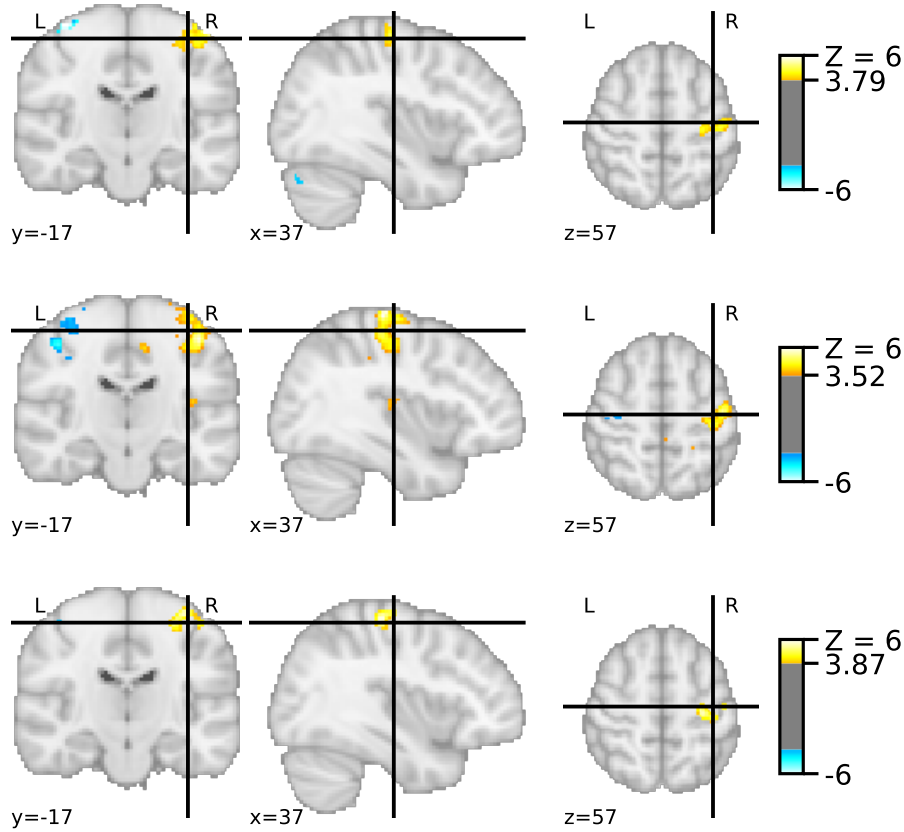 L R
L R
Z = 6
3.79
-6
y=-17
x=37
z=57
L R
L R
Z = 6
3.52
-6
y=-17
x=37
z=57
L R
L R
Z = 6
3.87
-6
y=-17
x=37
z=57